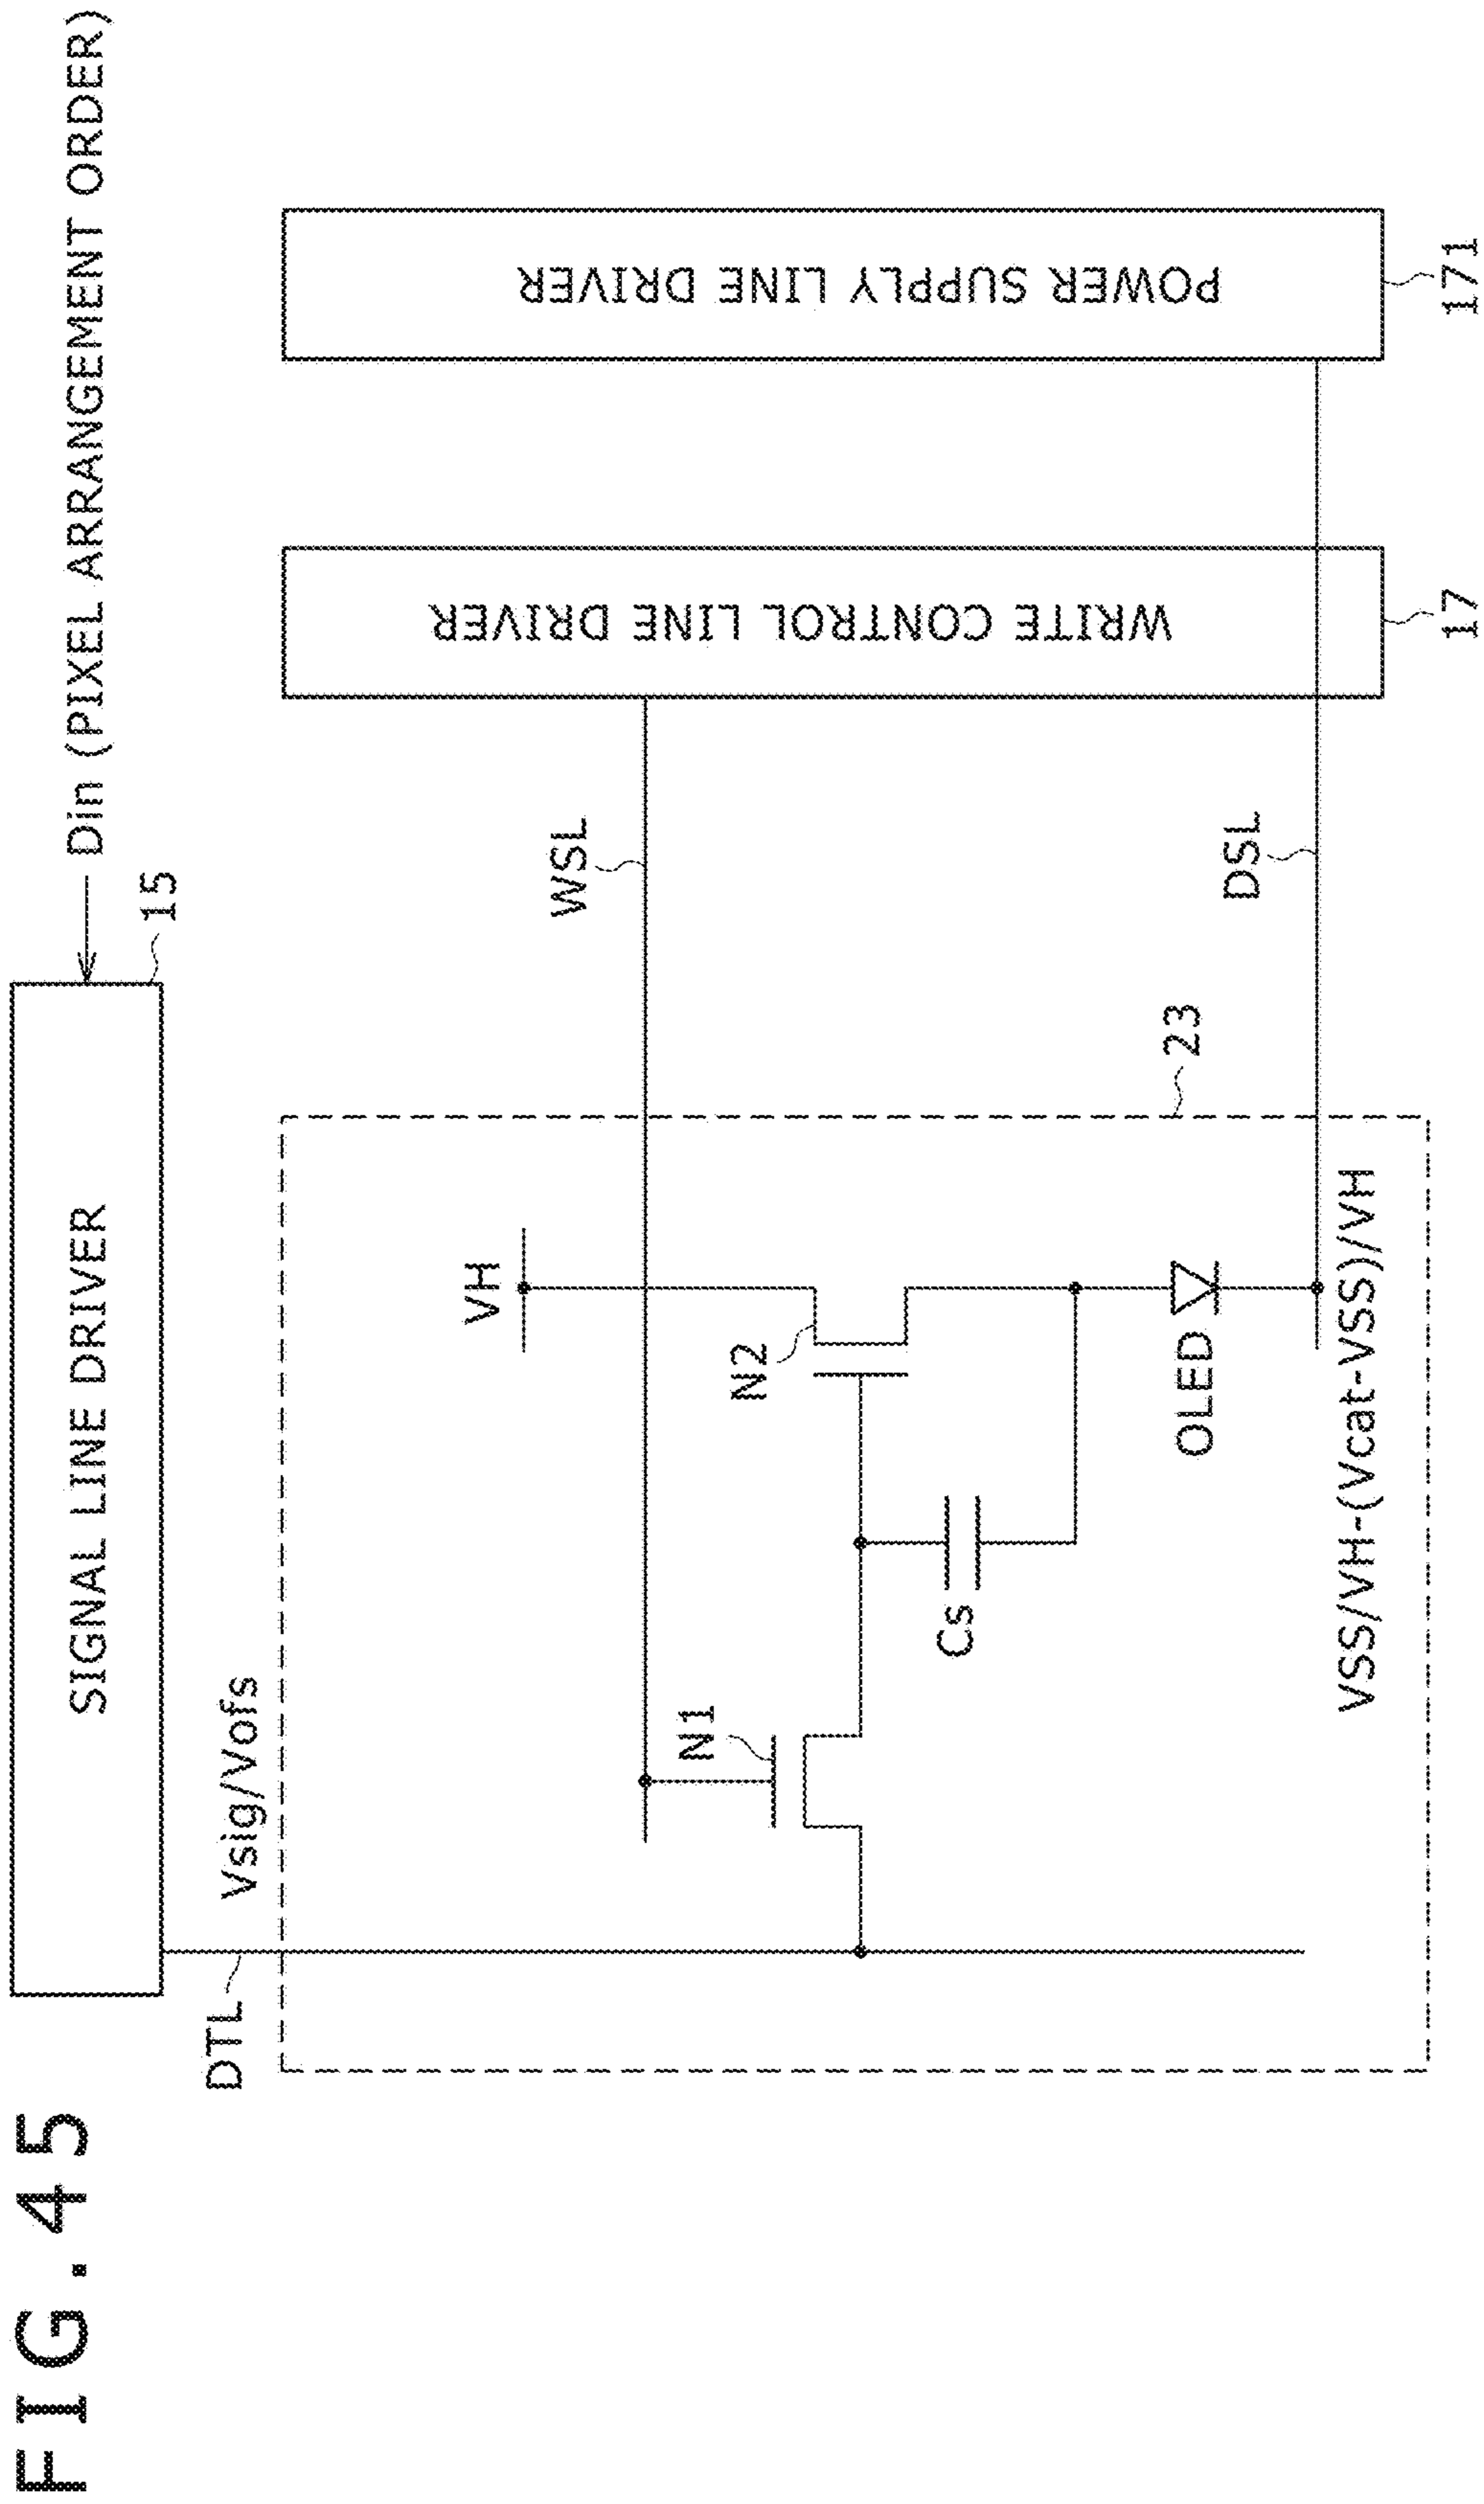 FIG.45
SIGNAL LINE DRIVER
Din (PIXEL ARRANGEMENT ORDER)
15
DTL
Vsig/Vofs
WSL
VH
N1
N2
Cs
OLED
23
DSL
VSS/VH-(Vcat-VSS)/VH
WRITE CONTROL LINE DRIVER
17
POWER SUPPLY LINE DRIVER
171